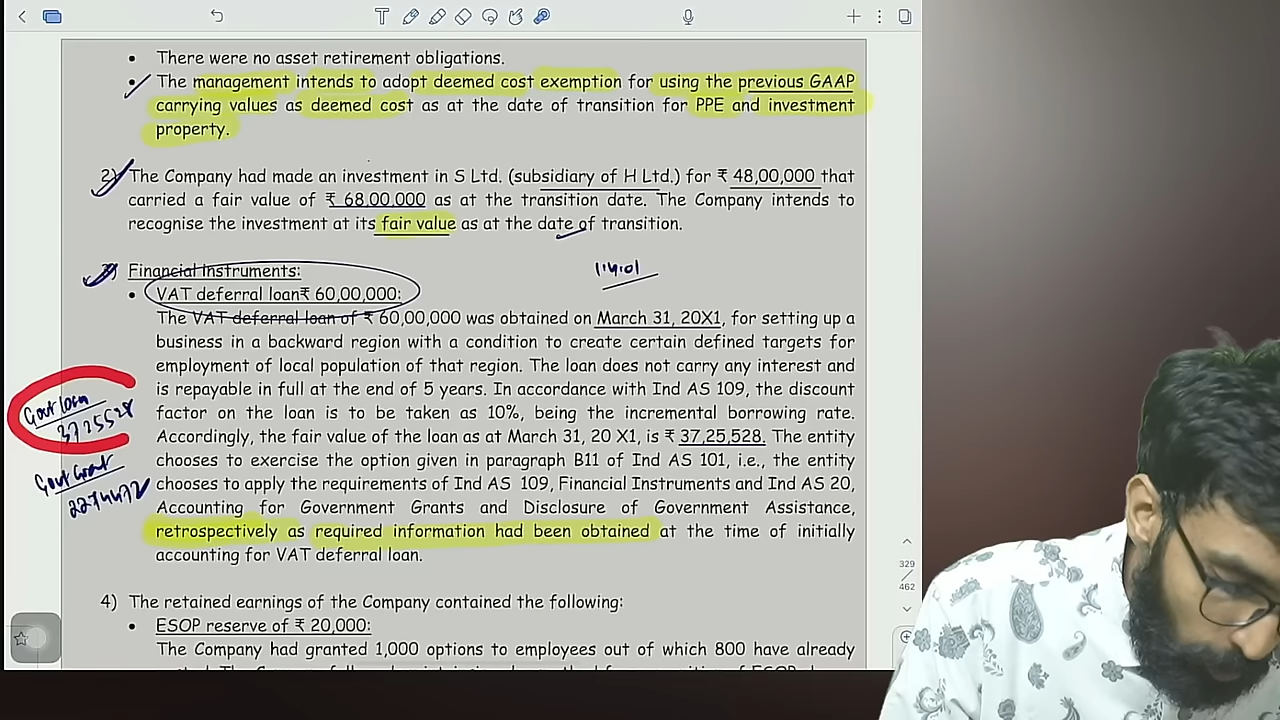 • There were no asset retirement obligations.
• The management intends to adopt deemed cost exemption for using the previous GAAP
carrying values as deemed cost as at the date of transition for PPE and investment
property.
2) The Company had made an investment in S Ltd. (subsidiary of H Ltd.) for ₹ 48,00,000 that
carried a fair value of ₹ 68,00,000 as at the transition date. The Company intends to
recognise the investment at its fair value as at the date of transition.
3) Financial Instruments:
• VAT deferral loan₹ 60,00,000:
The VAT deferral loan of ₹ 60,00,000 was obtained on March 31, 20X1, for setting up a
business in a backward region with a condition to create certain defined targets for
employment of local population of that region. The loan does not carry any interest and
is repayable in full at the end of 5 years. In accordance with Ind AS 109, the discount
factor on the loan is to be taken as 10%, being the incremental borrowing rate.
Accordingly, the fair value of the loan as at March 31, 20 X1, is ₹ 37,25,528. The entity
chooses to exercise the option given in paragraph B11 of Ind AS 101, i.e., the entity
chooses to apply the requirements of Ind AS 109, Financial Instruments and Ind AS 20,
Accounting for Government Grants and Disclosure of Government Assistance,
retrospectively as required information had been obtained at the time of initially
accounting for VAT deferral loan.
Govt loan
3725528
Govt Grant
2274472
4) The retained earnings of the Company contained the following:
• ESOP reserve of ₹ 20,000:
The Company had granted 1,000 options to employees out of which 800 have already
329
462